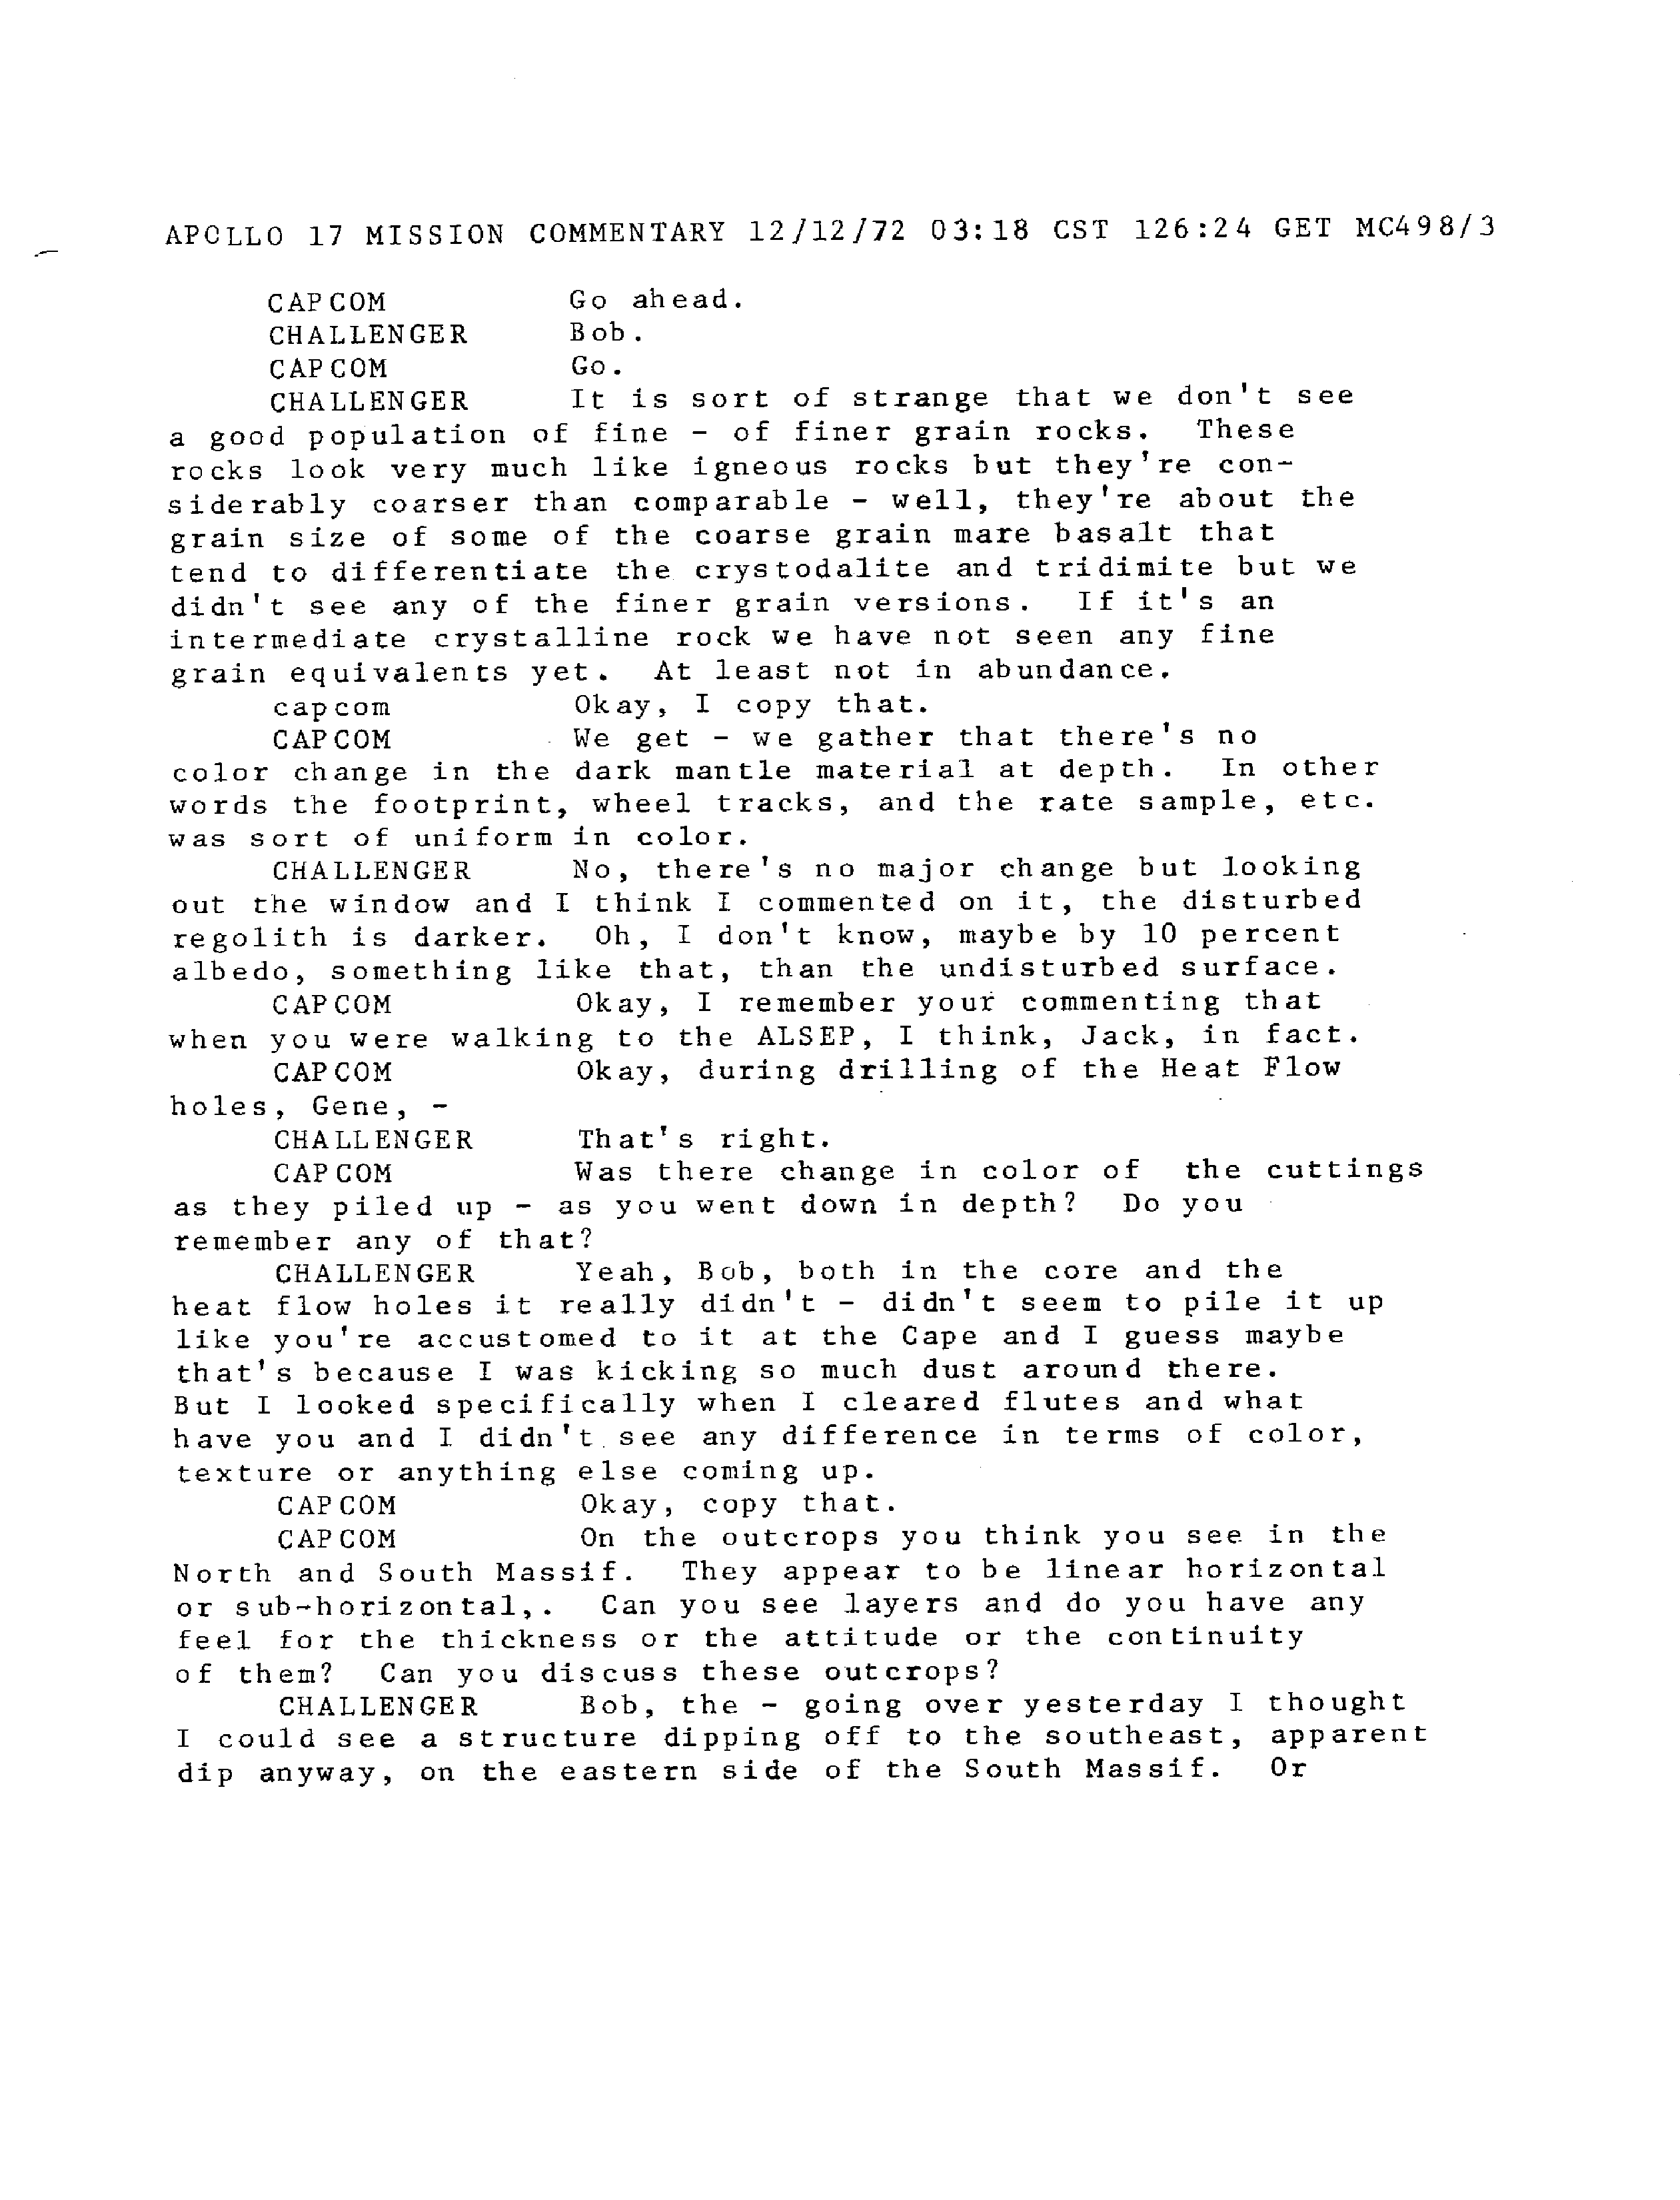 APOLLO 17 MISSION COMMENTARY 12/12/72 03:18 CST 126:24 GET MC498/3
CAPCOM Go ahead.
CHALLENGER Bob.
CAPCOM Go.
CHALLENGER It is sort of strange that we don't see
a good population of fine - of finer grain rocks. These
rocks look very much like igneous rocks but they're con-
siderably coarser than comparable - well, they're about the
grain size of some of the coarse grain mare basalt that
tend to differentiate the crystodalite and tridimite but we
didn't see any of the finer grain versions. If it's an
intermediate crystalline rock we have not seen any fine
grain equivalents yet. At least not in abundance.
capcom Okay, I copy that.
CAPCOM We get - we gather that there's no
color change in the dark mantle material at depth. In other
words the footprint, wheel tracks, and the rate sample, etc.
was sort of uniform in color.
CHALLENGER No, there's no major change but looking
out the window and I think I commented on it, the disturbed
regolith is darker. Oh, I don't know, maybe by 10 percent
albedo, something like that, than the undisturbed surface.
CAPCOM Okay, I remember your commenting that
when you were walking to the ALSEP, I think, Jack, in fact.
CAPCOM Okay, during drilling of the Heat Flow
holes, Gene, -
CHALLENGER That's right.
CAPCOM Was there change in color of the cuttings
as they piled up - as you went down in depth? Do you
remember any of that?
CHALLENGER Yeah, Bob, both in the core and the
heat flow holes it really didn't - didn't seem to pile it up
like you're accustomed to it at the Cape and I guess maybe
that's because I was kicking so much dust around there.
But I looked specifically when I cleared flutes and what
have you and I didn't see any difference in terms of color,
texture or anything else coming up.
CAPCOM Okay, copy that.
CAPCOM On the outcrops you think you see in the
North and South Massif. They appear to be linear horizontal
or sub-horizontal,. Can you see layers and do you have any
feel for the thickness or the attitude or the continuity
of them? Can you discuss these outcrops?
CHALLENGER Bob, the - going over yesterday I thought
I could see a structure dipping off to the southeast, apparent
dip anyway, on the eastern side of the South Massif. Or